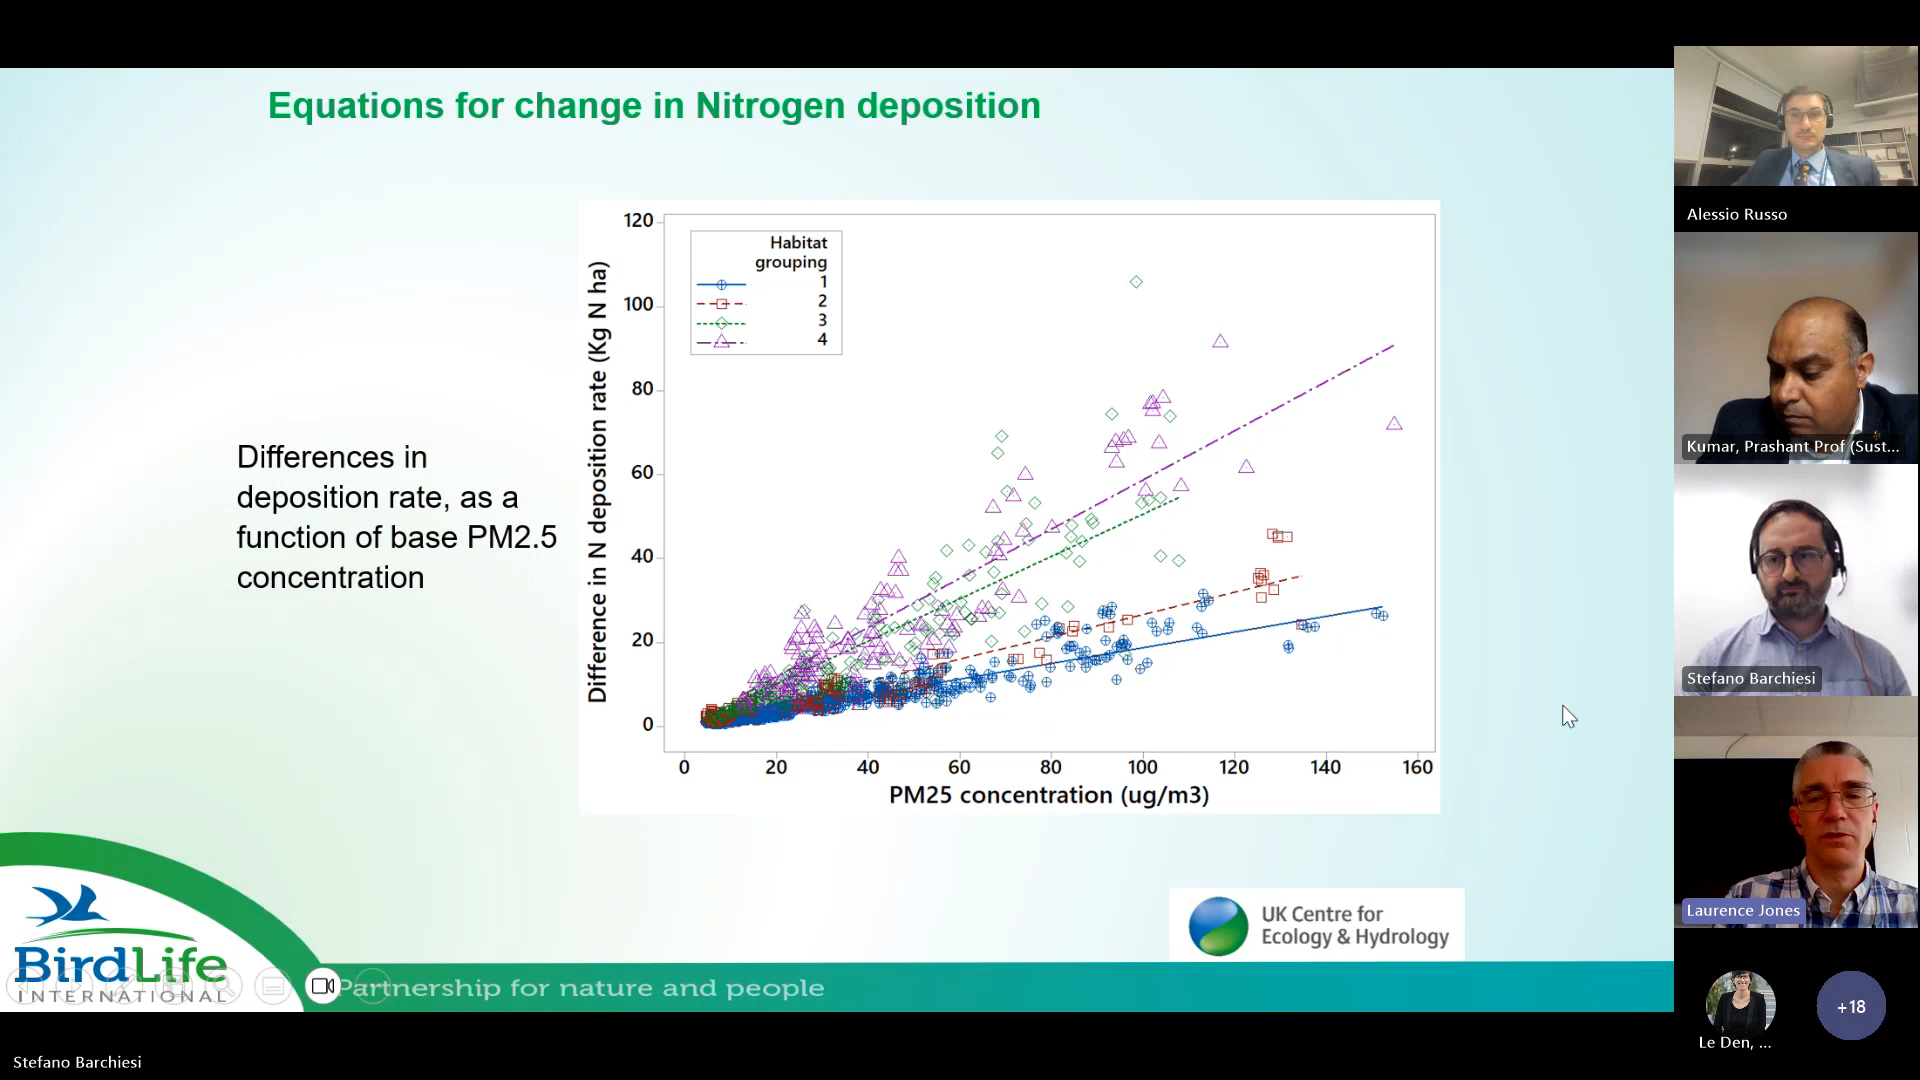 Equations for change in Nitrogen deposition
Differences in
deposition rate, as a
function of base PM2.5
concentration
Difference in N deposition rate (Kg N ha)
120
100
80
60
40
20
0
Habitat
grouping
1
2
3
4
0 20 40 60 80 100 120 140 160
PM25 concentration (ug/m3)
UK Centre for
Ecology & Hydrology
BirdLife
INTERNATIONAL
Partnership for nature and people
Stefano Barchiesi
Alessio Russo
Kumar, Prashant Prof (Sust...
Stefano Barchiesi
Laurence Jones
Le Den, ...
+18